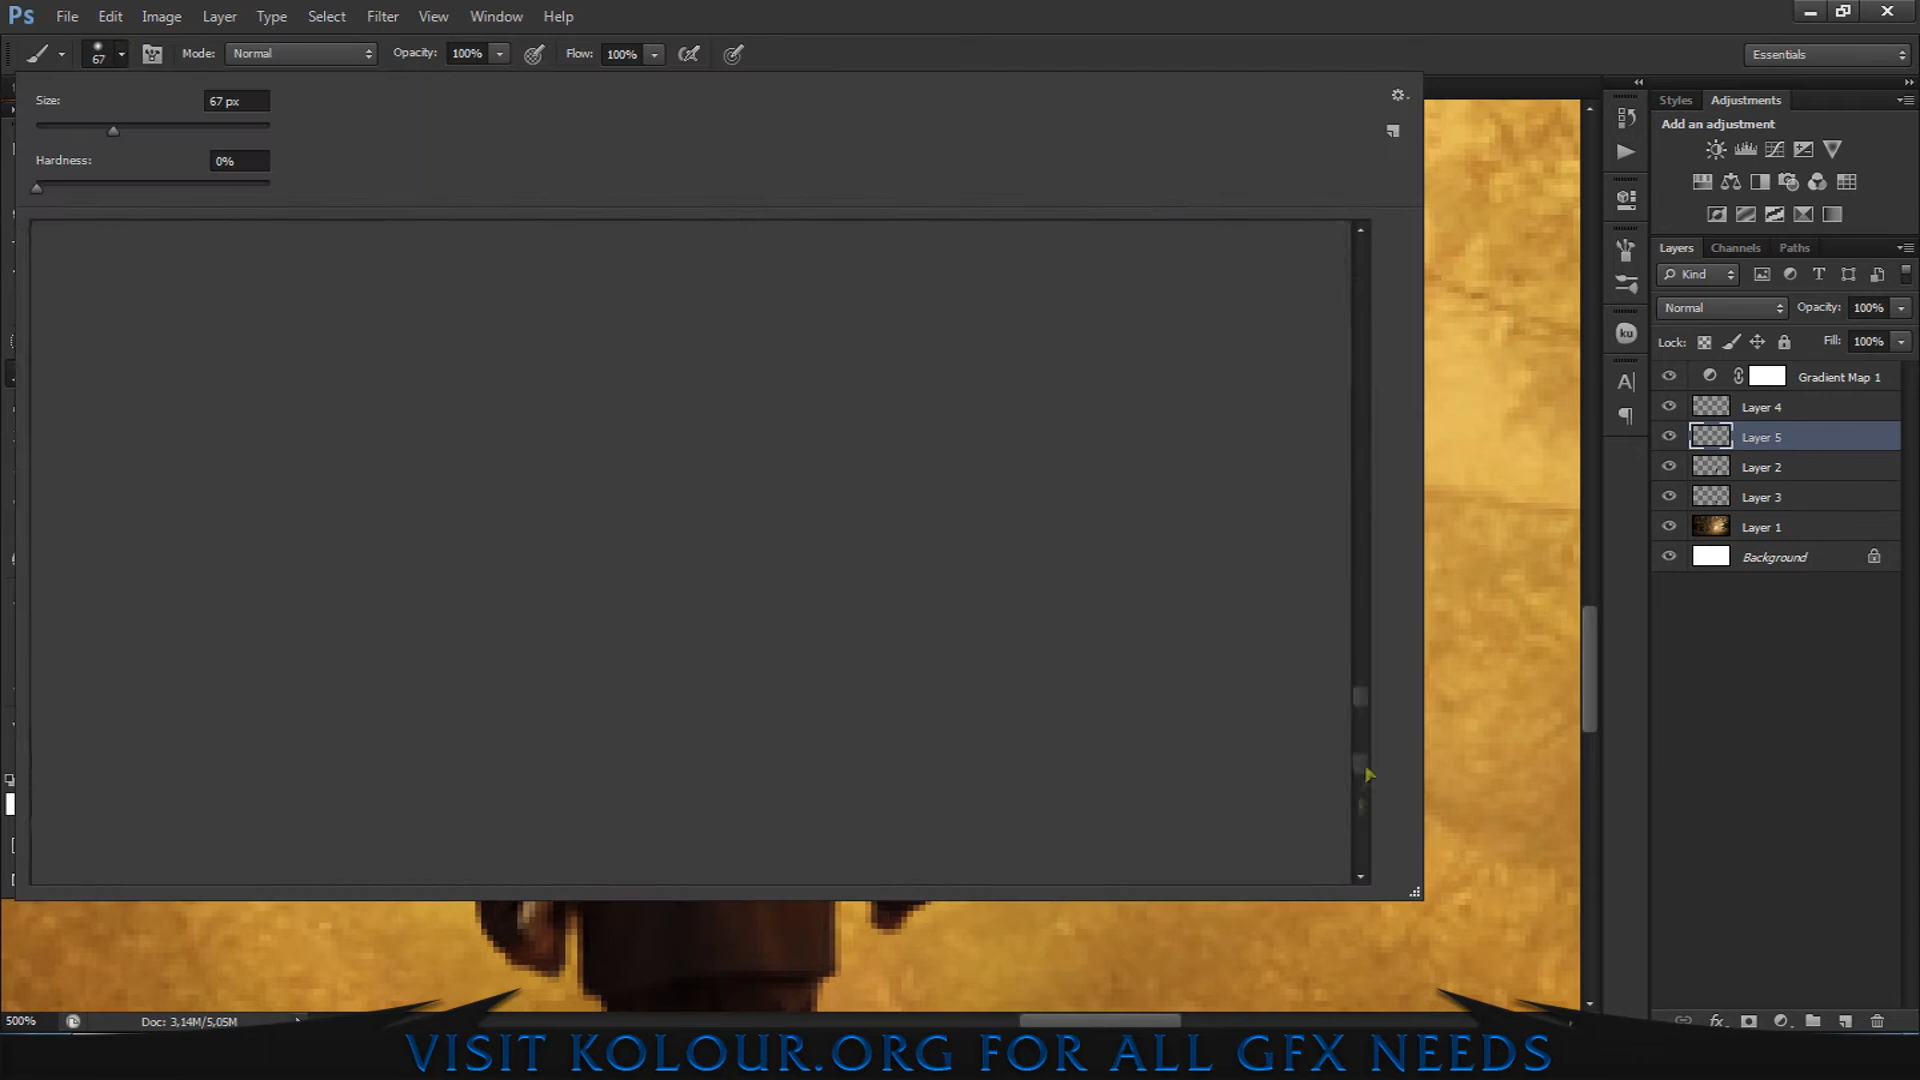 Ps File Edit Image Layer Type Select Filter View Window Help
67 Mode: Normal Opacity: 100% Flow: 100% Essentials
Size: 67 px
Hardness: 0%
Styles Adjustments
Add an adjustment
Layers Channels Paths
Kind T
Normal Opacity: 100%
Lock: Fill: 100%
ku
A
Gradient Map 1
Layer 4
Layer 5
Layer 2
Layer 3
Layer 1
Background
500% Doc: 3,14M/5,05M
fx
VISIT KOLOUR.ORG FOR ALL GFX NEEDS